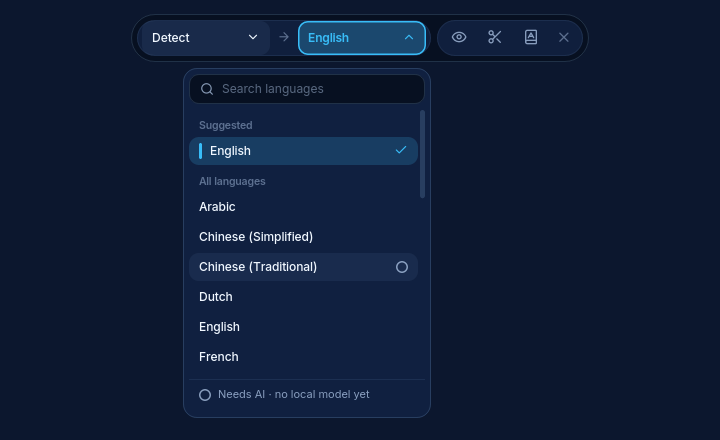 Detect
English
Search languages
Suggested
English
All languages
Arabic
Chinese (Simplified)
Chinese (Traditional)
Dutch
English
French
Needs AI · no local model yet